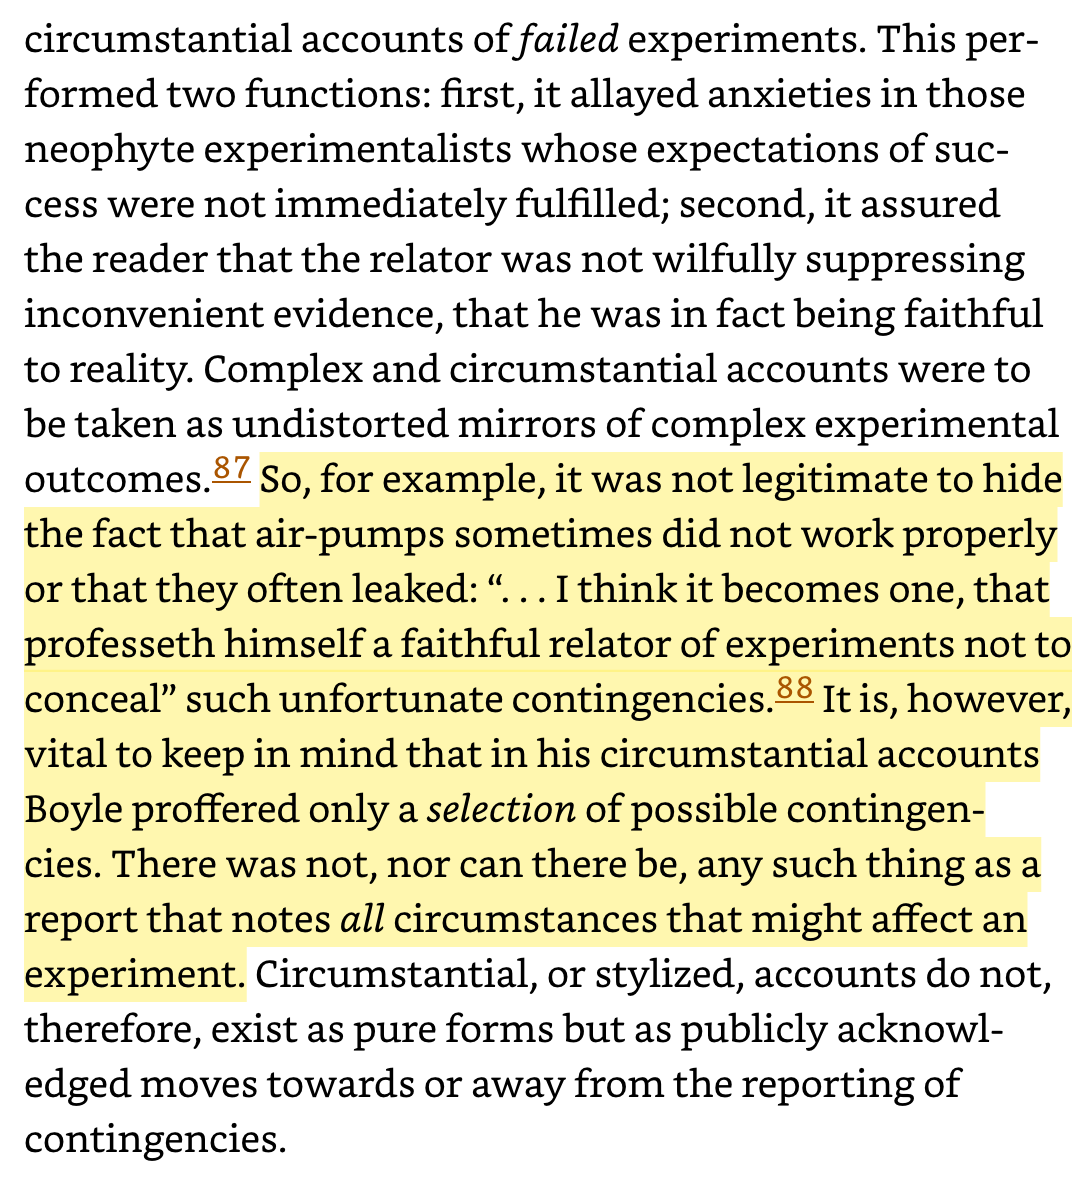 circumstantial accounts of failed experiments. This per-
formed two functions: first, it allayed anxieties in those
neophyte experimentalists whose expectations of suc-
cess were not immediately fulfilled; second, it assured
the reader that the relator was not wilfully suppressing
inconvenient evidence, that he was in fact being faithful
to reality. Complex and circumstantial accounts were to
be taken as undistorted mirrors of complex experimental
outcomes.87 So, for example, it was not legitimate to hide
the fact that air-pumps sometimes did not work properly
or that they often leaked: “. . . I think it becomes one, that
professeth himself a faithful relator of experiments not to
conceal” such unfortunate contingencies.88 It is, however,
vital to keep in mind that in his circumstantial accounts
Boyle proffered only a selection of possible contingen-
cies. There was not, nor can there be, any such thing as a
report that notes all circumstances that might affect an
experiment. Circumstantial, or stylized, accounts do not,
therefore, exist as pure forms but as publicly acknowl-
edged moves towards or away from the reporting of
contingencies.